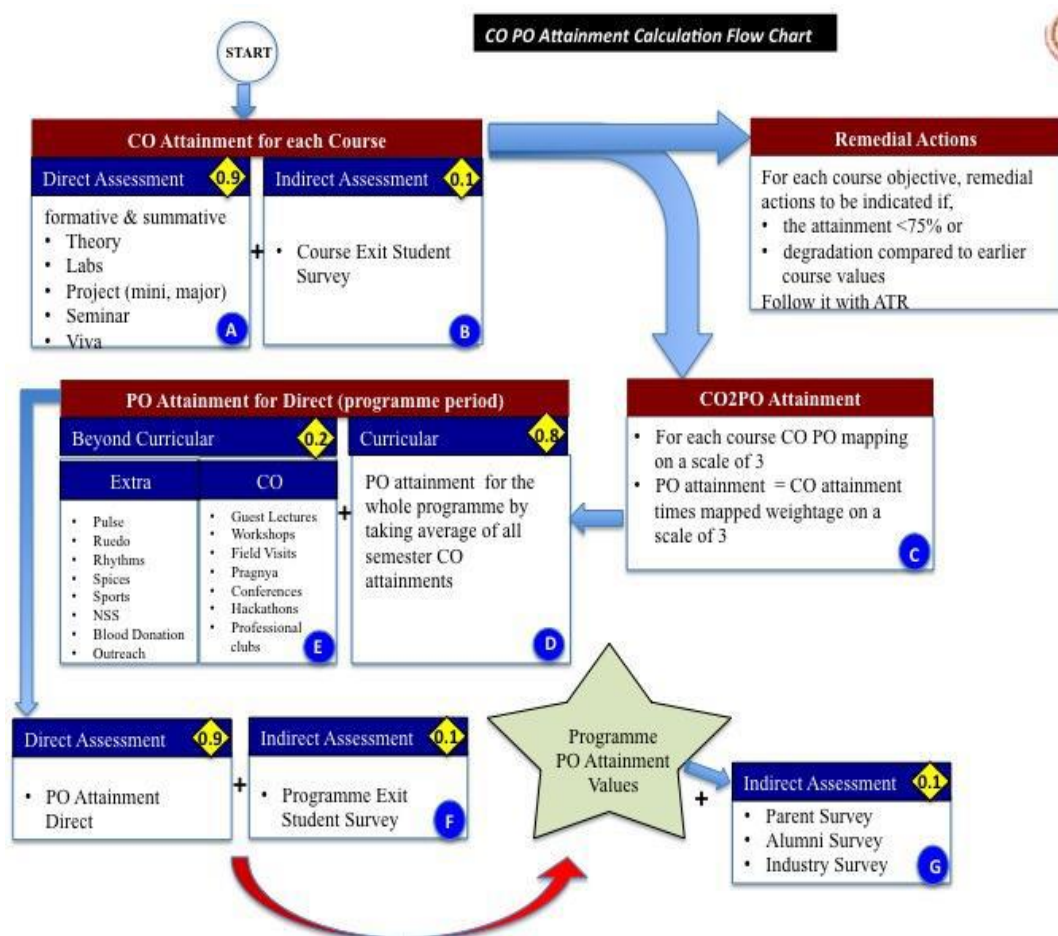 CO PO Attainment Calculation Flow Chart
START
CO Attainment for each Course
Direct Assessment
0.9
formative & summative
• Theory
• Labs
• Project (mini, major)
• Seminar
• Viva
A
+
Indirect Assessment
0.1
• Course Exit Student
Survey
B
Remedial Actions
For each course objective, remedial
actions to be indicated if,
• the attainment <75% or
• degradation compared to earlier
course values
Follow it with ATR
CO2PO Attainment
• For each course CO PO mapping
on a scale of 3
• PO attainment = CO attainment
times mapped weightage on a
scale of 3
C
PO Attainment for Direct (programme period)
Beyond Curricular
0.2
Extra
• Pulse
• Ruedo
• Rhythms
• Spices
• Sports
• NSS
• Blood Donation
• Outreach
CO
• Guest Lectures
• Workshops
• Field Visits
• Pragnya
• Conferences
• Hackathons
• Professional
clubs
E
+
Curricular
0.8
PO attainment for the
whole programme by
taking average of all
semester CO
attainments
D
Direct Assessment
0.9
• PO Attainment
Direct
+
Indirect Assessment
0.1
• Programme Exit
Student Survey
F
Programme
PO Attainment
Values
+
Indirect Assessment
0.1
• Parent Survey
• Alumni Survey
• Industry Survey
G